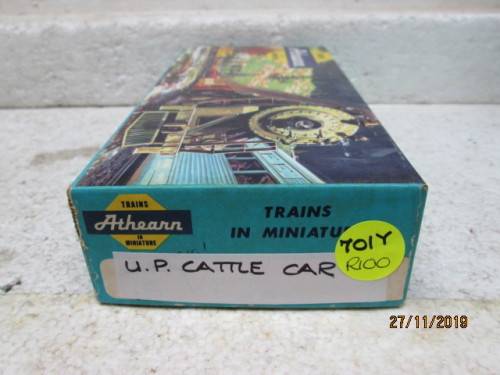 TRAINS
Athearn
IN
MINIATURE
TRAINS
IN MINIATU
U.P. CATTLE CAR
701Y
R100
27/11/2019